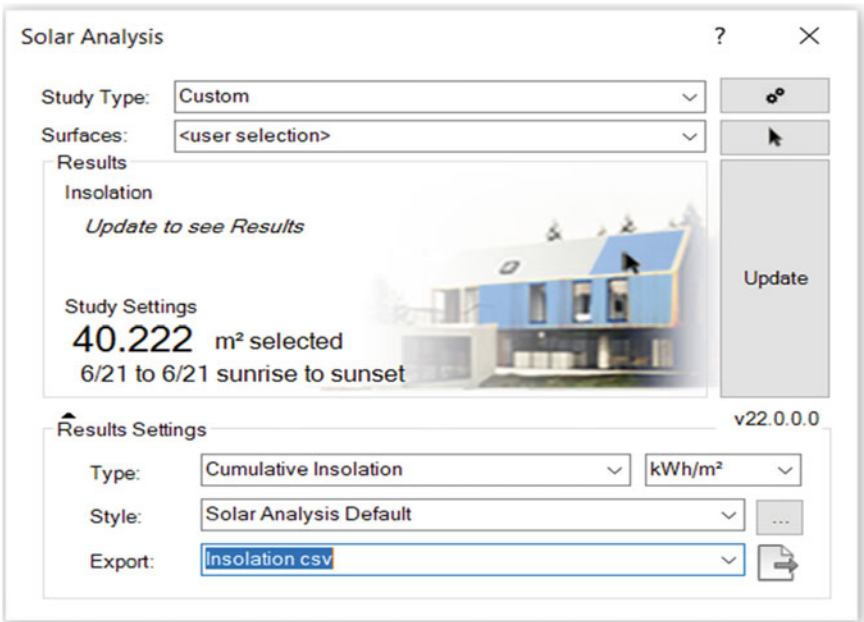 Solar Analysis ?
Study Type: Custom
Surfaces: <user selection>
Results
Insolation
Update to see Results
Update
Study Settings
40.222 m² selected
6/21 to 6/21 sunrise to sunset
v22.0.0.0
Results Settings
Type: Cumulative Insolation kWh/m²
Style: Solar Analysis Default ...
Export: Insolation csv